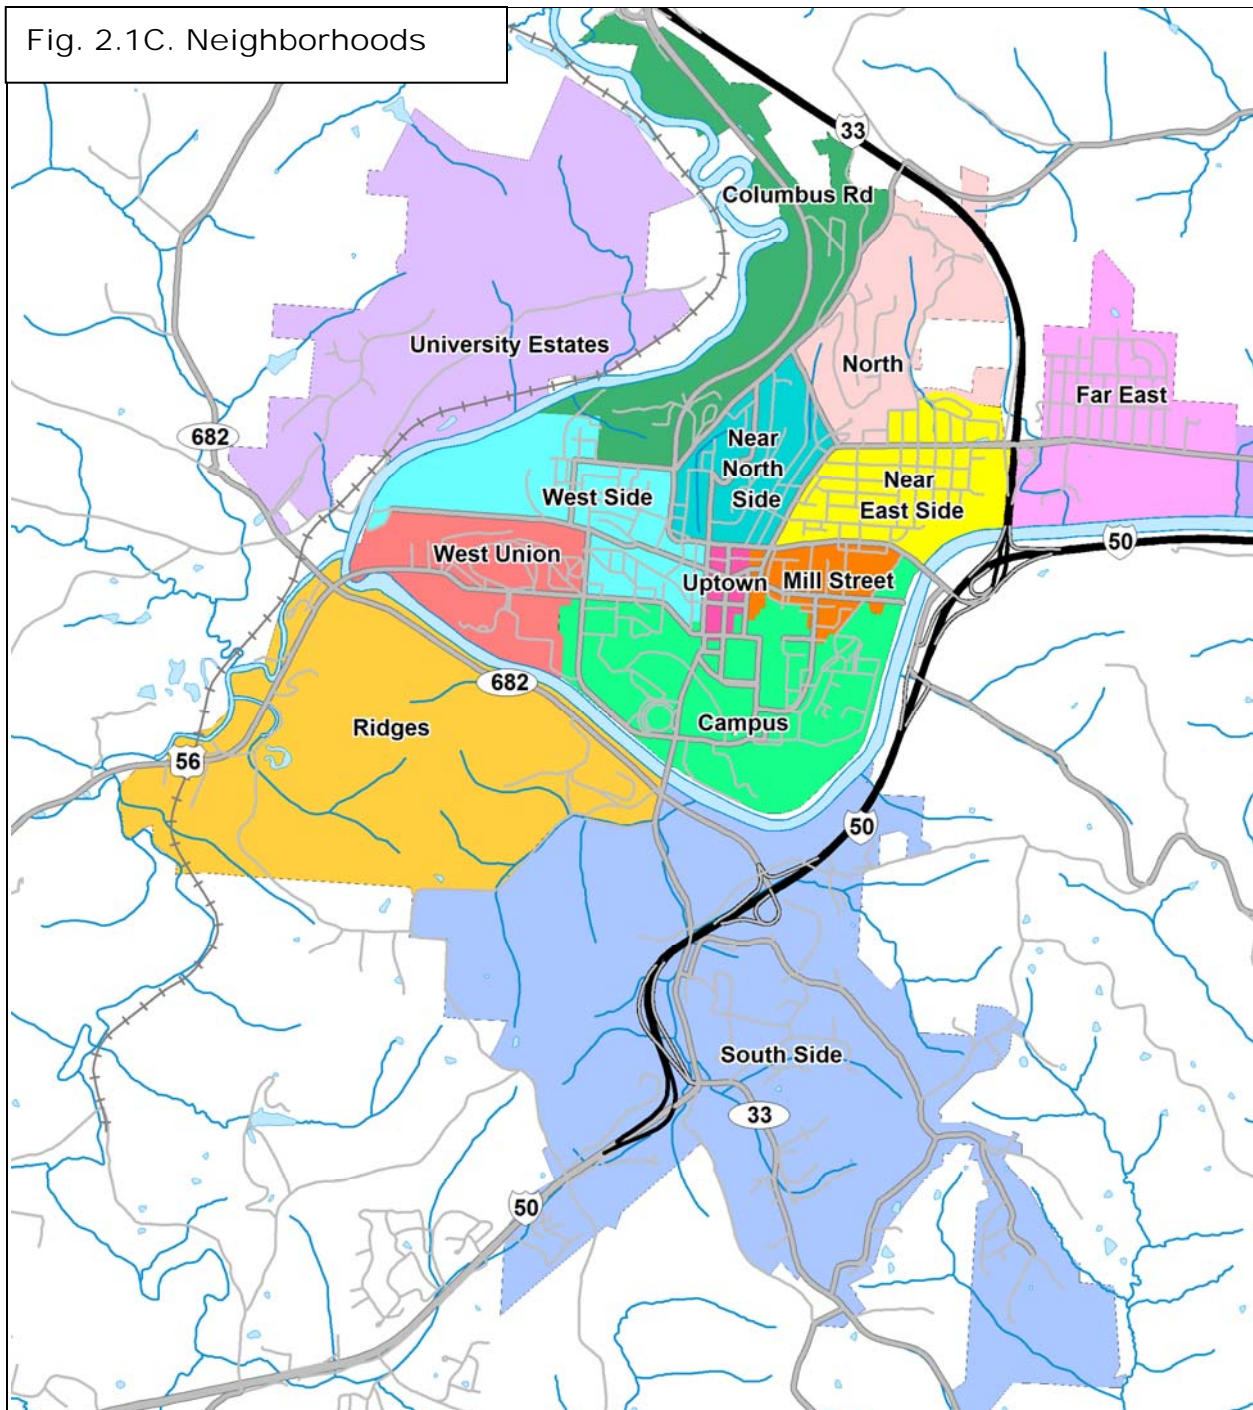 Fig. 2.1C. Neighborhoods
33
Columbus Rd
University Estates
North
Far East
682
Near
North
Side
Near
East Side
West Side
West Union
50
Uptown
Mill Street
682
Ridges
Campus
56
50
South Side
33
50